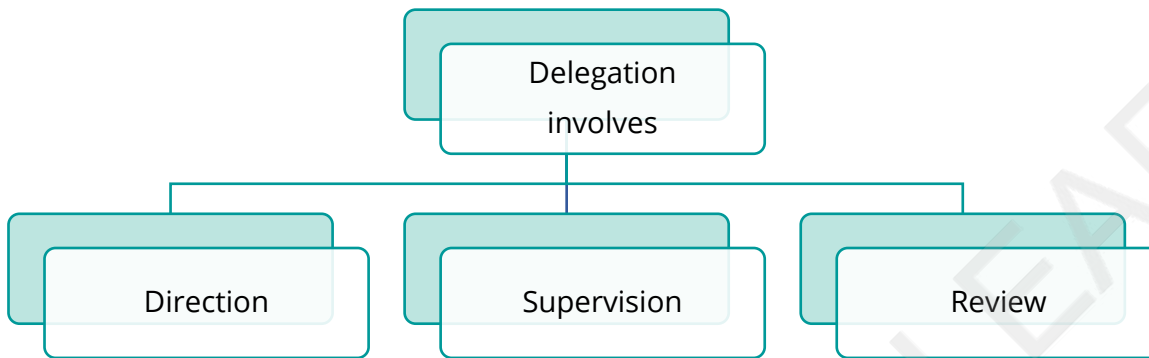 Delegation
involves
Direction
Supervision
Review